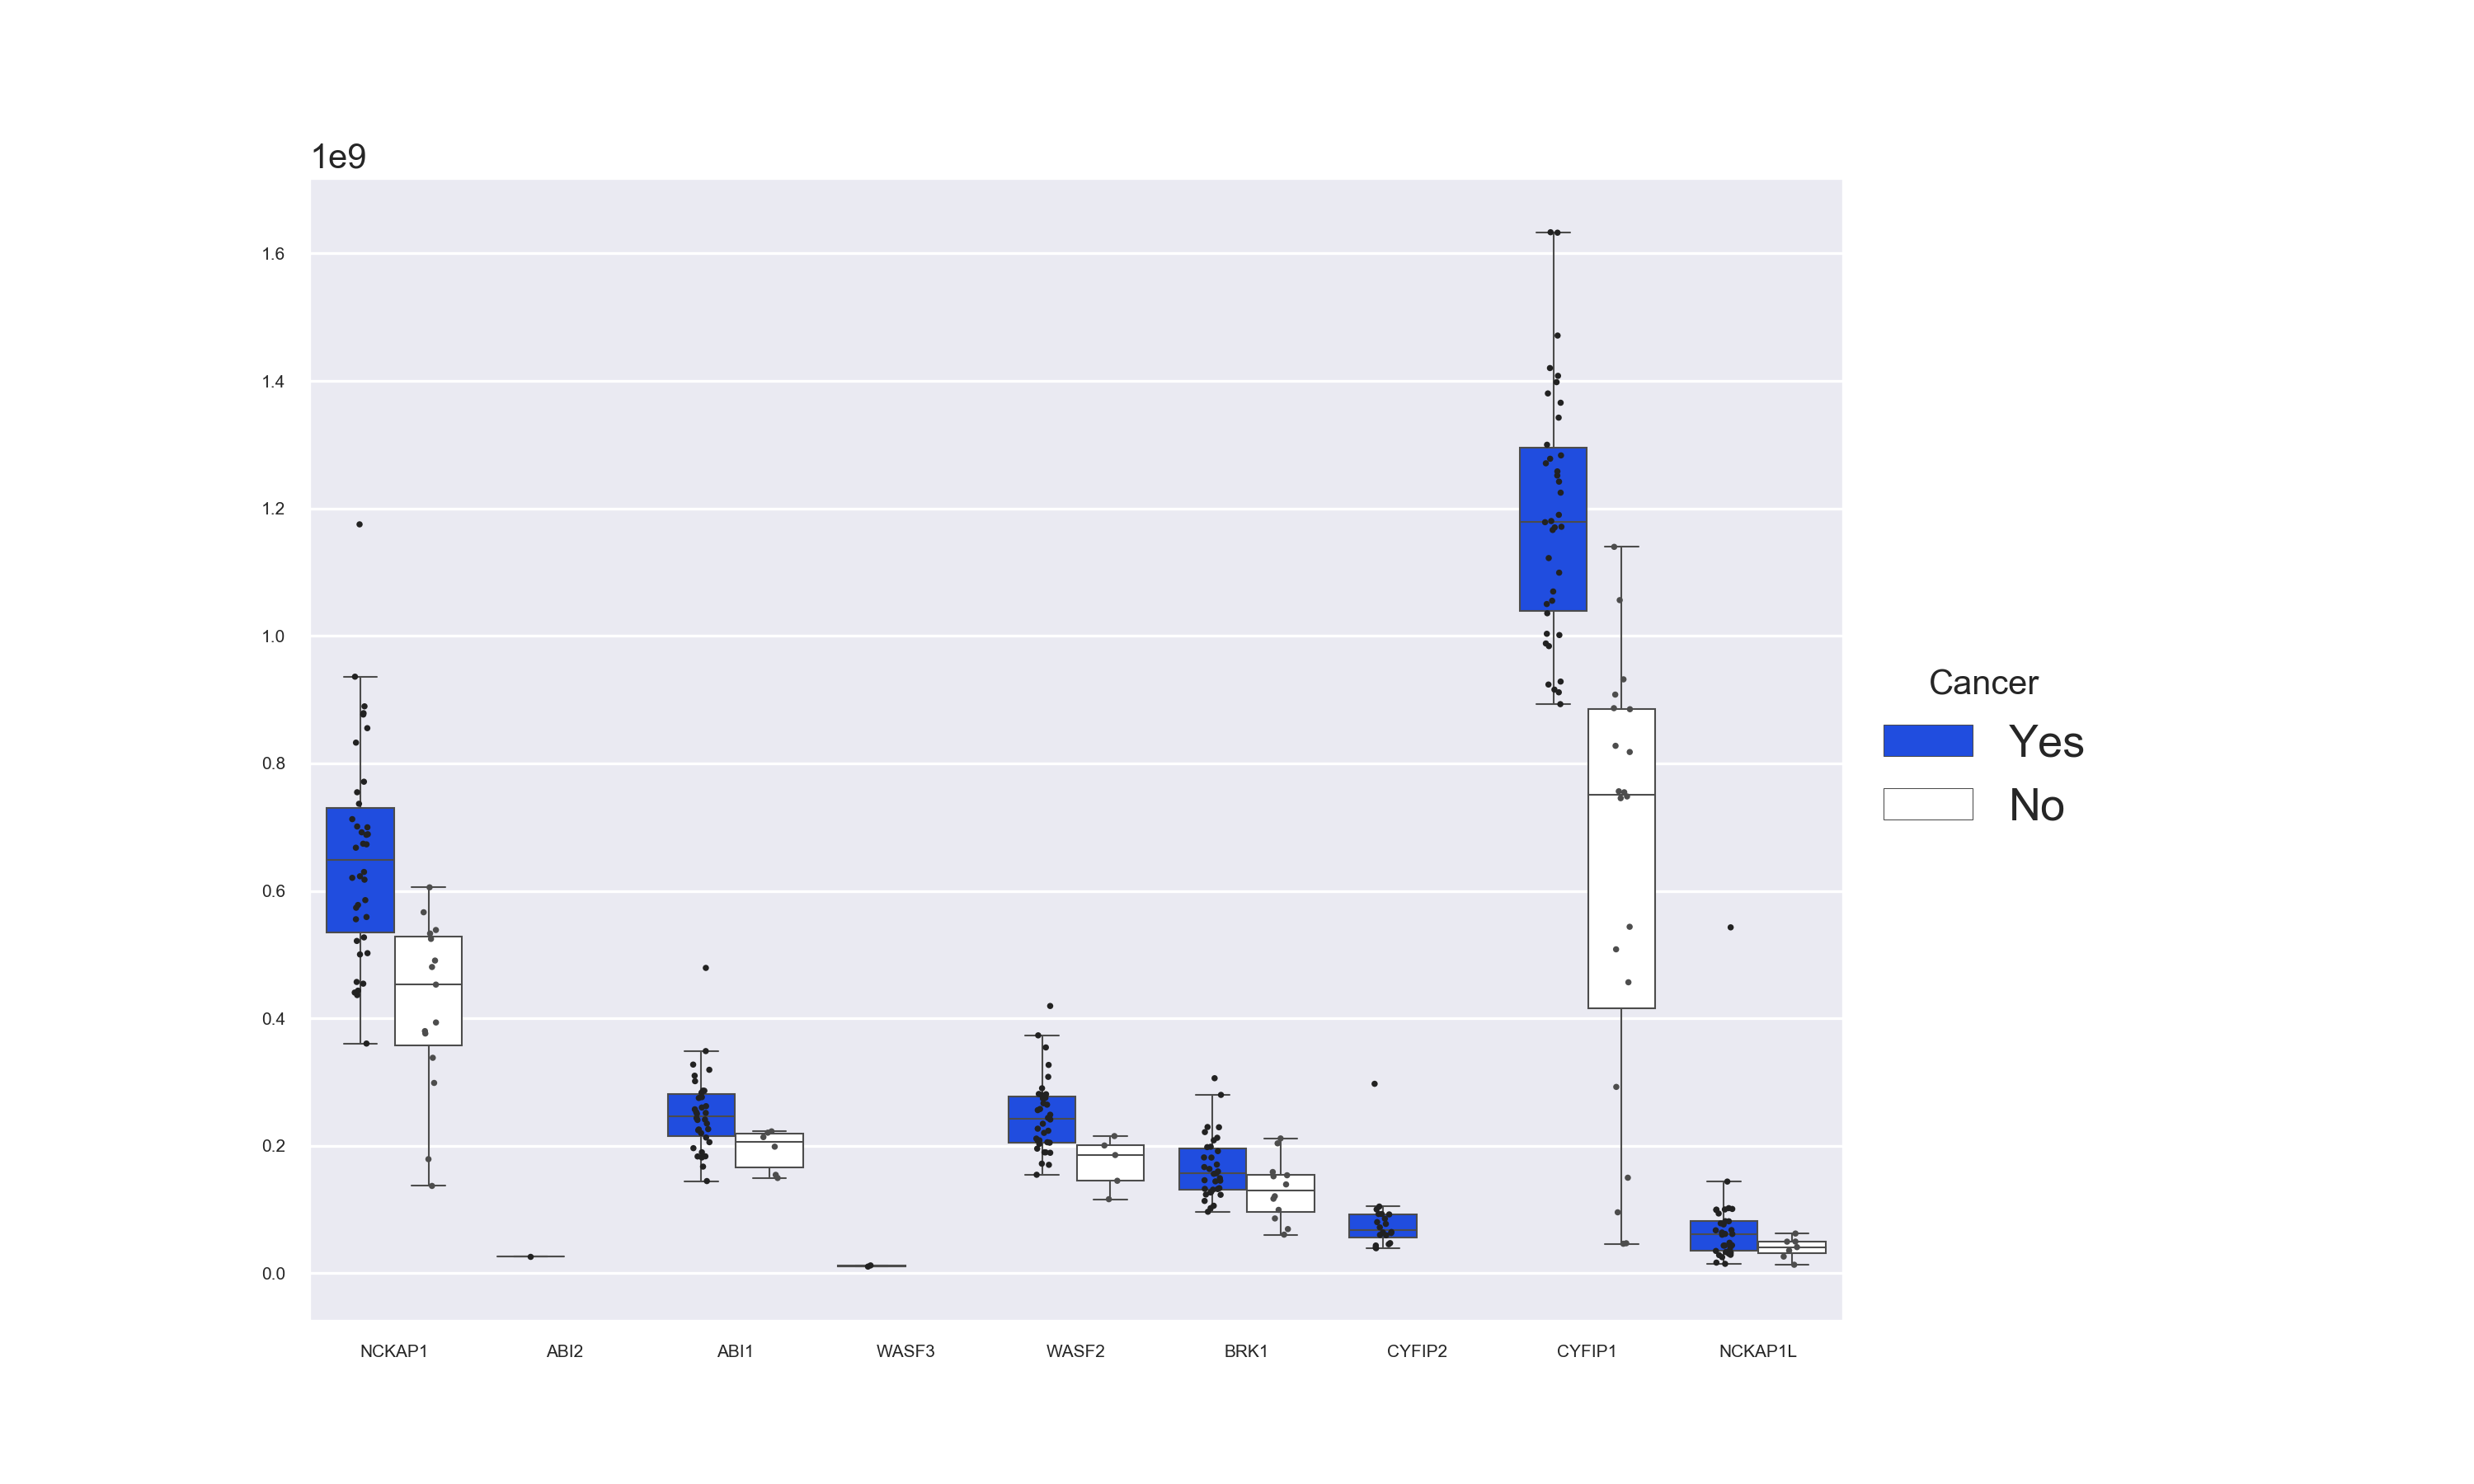 1e9
1.6
1.4
1.2
1.0
0.8
0.6
0.4
0.2
0.0
NCKAP1 ABI2 ABI1 WASF3 WASF2 BRK1 CYFIP2 CYFIP1 NCKAP1L
Cancer
Yes
No